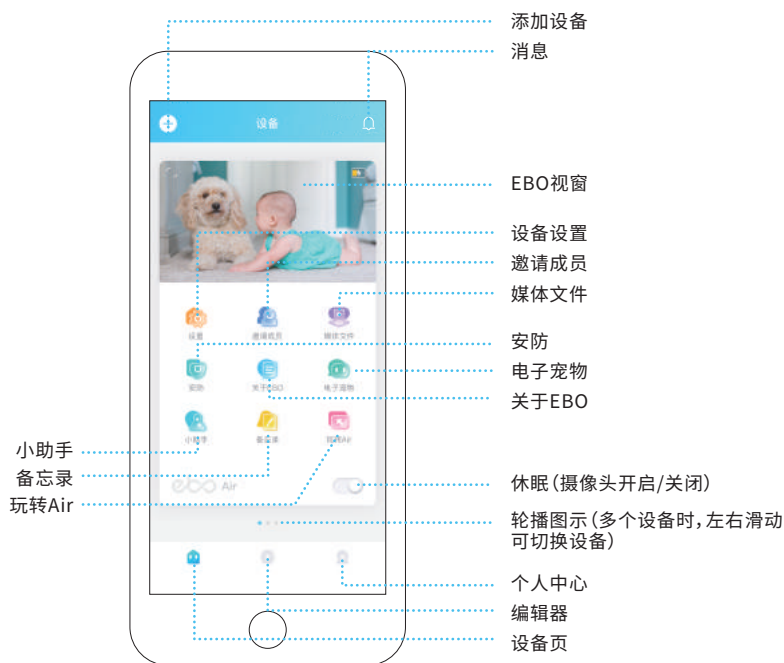 添加设备
消息
设备
EBO视窗
设备设置
邀请成员
媒体文件
设置
邀请成员
媒体文件
安防
电子宠物
关于EBO
安防
关于EBO
电子宠物
小助手
备忘录
玩转Air
小助手
备忘录
玩转Air
ebo Air
休眠(摄像头开启/关闭)
轮播图示(多个设备时,左右滑动
可切换设备)
个人中心
编辑器
设备页